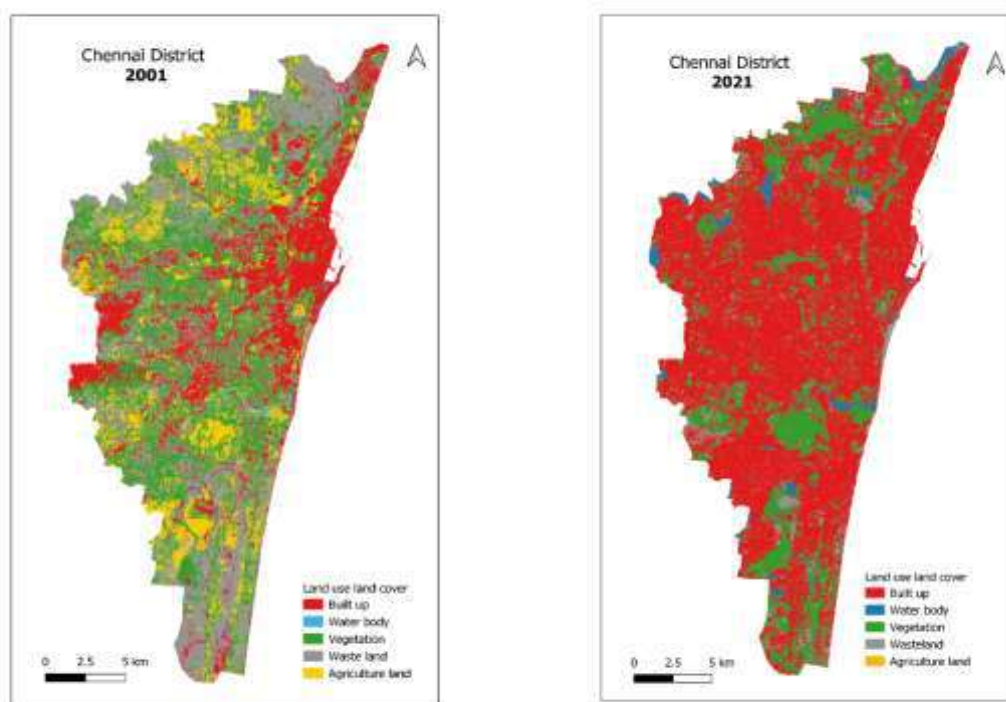 Chennai District
2001
Land use land cover
Built up
Water body
Vegetation
Waste land
Agriculture land
0 2.5 5 km
Chennai District
2021
Land use land cover
Built up
Water body
Vegetation
Wasteland
Agriculture land
0 2.5 5 km